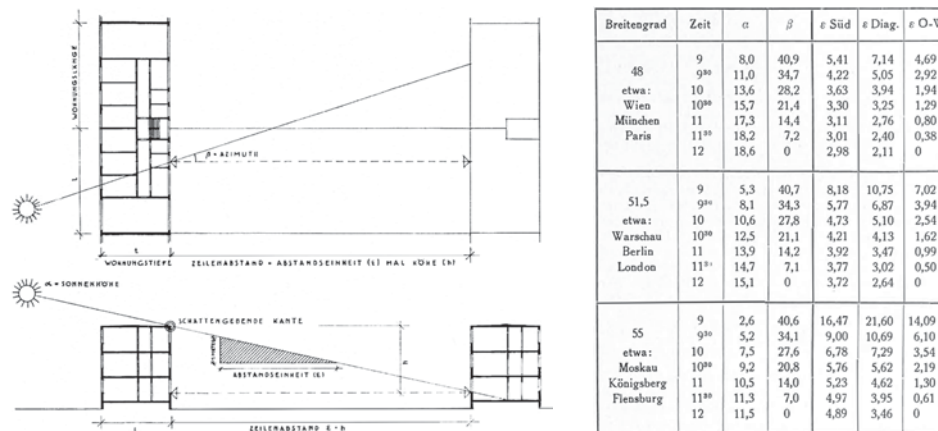 WOHNUNGSLÄNGE
L
β = AZIMUTH
t
WOHNUNGSTIEFE
ZEILENABSTAND = ABSTANDSEINHEIT (ε) MAL HÖHE (h)
α = SONNENHÖHE
SCHATTENGEBENDE KANTE
ABSTANDSEINHEIT (ε)
h
ZEILENABSTAND ε · h
Breitengrad Zeit α β ε Süd ε Diag. ε O-W
9 8,0 40,9 5,41 7,14 4,69
48 9³⁰ 11,0 34,7 4,22 5,05 2,92
etwa: 10 13,6 28,2 3,63 3,94 1,94
Wien 10³⁰ 15,7 21,4 3,30 3,25 1,29
München 11 17,3 14,4 3,11 2,76 0,80
Paris 11³⁰ 18,2 7,2 3,01 2,40 0,38
12 18,6 0 2,98 2,11 0
9 5,3 40,7 8,18 10,75 7,02
51,5 9³⁰ 8,1 34,3 5,77 6,87 3,94
etwa: 10 10,6 27,8 4,73 5,10 2,54
Warschau 10³⁰ 12,5 21,1 4,21 4,13 1,62
Berlin 11 13,9 14,2 3,92 3,47 0,99
London 11³⁰ 14,7 7,1 3,77 3,02 0,50
12 15,1 0 3,72 2,64 0
9 2,6 40,6 16,47 21,60 14,09
55 9³⁰ 5,2 34,1 9,00 10,69 6,10
etwa: 10 7,5 27,6 6,78 7,29 3,54
Moskau 10³⁰ 9,2 20,8 5,76 5,62 2,19
Königsberg 11 10,5 14,0 5,23 4,62 1,30
Flensburg 11³⁰ 11,3 7,0 4,97 3,95 0,61
12 11,5 0 4,89 3,46 0